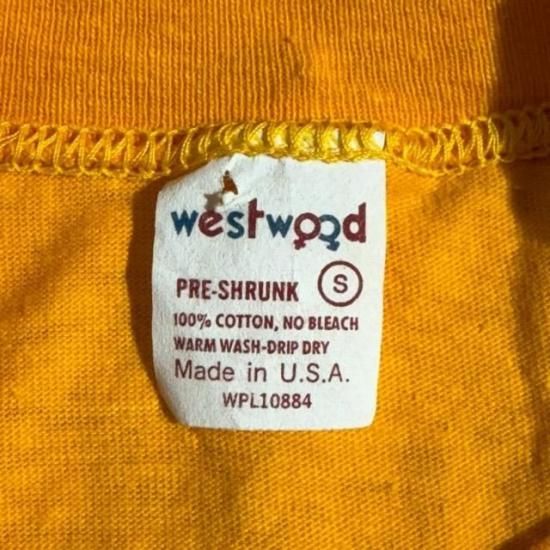 westwood
PRE-SHRUNK S
100% COTTON, NO BLEACH
WARM WASH-DRIP DRY
Made in U.S.A.
WPL10884